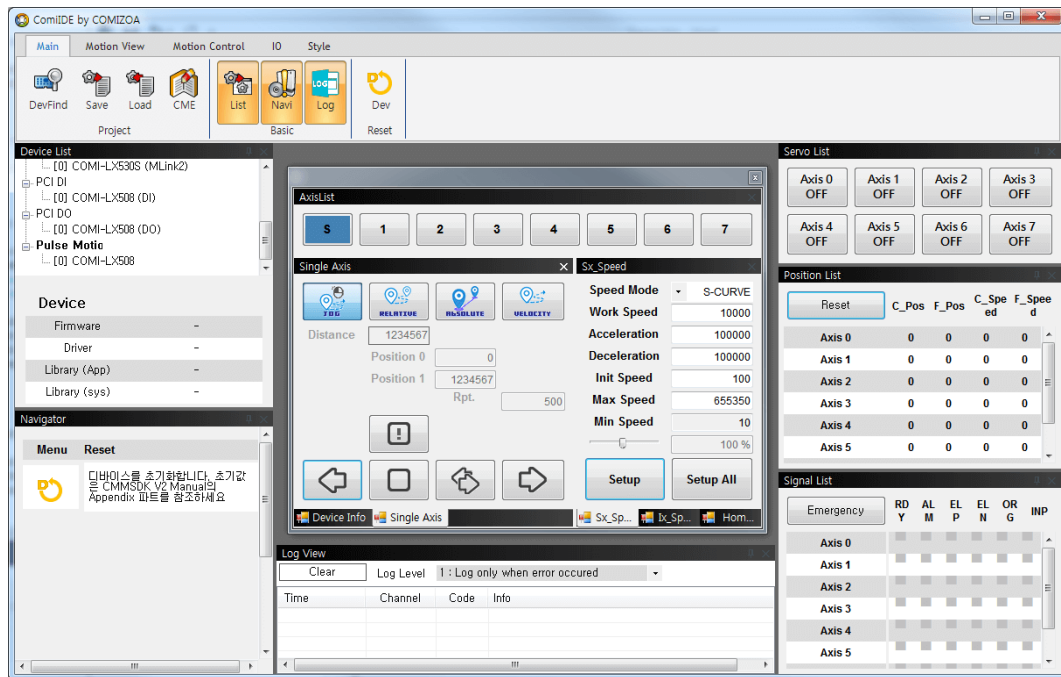 ComiIDE by COMIZOA
Main Motion View Motion Control IO Style
DevFind Save Load CME List Navi LOG Log Dev
Project Basic Reset
Device List
[0] COMI-LX530S (MLink2)
PCI DI
[0] COMI-LX508 (DI)
PCI DO
[0] COMI-LX508 (DO)
Pulse Motic
[0] COMI-LX508
Device
Firmware -
Driver -
Library (App) -
Library (sys) -
Navigator
Menu Reset
디바이스를 초기화합니다, 초기값
은 CMMSDK V2 Manual의
Appendix 파트를 참조하세요
AxisList
S 1 2 3 4 5 6 7
Single Axis
JOG RELATIVE ABSOLUTE VELOCITY
Distance 1234567
Position 0 0
Position 1 1234567
Rpt. 500
Device Info Single Axis
Sx_Speed
Speed Mode S-CURVE
Work Speed 10000
Acceleration 100000
Deceleration 100000
Init Speed 100
Max Speed 655350
Min Speed 10
100 %
Setup Setup All
Sx_Sp... Ix_Sp... Hom...
Log View
Clear Log Level 1 : Log only when error occured
Time Channel Code Info
Servo List
Axis 0 Axis 1 Axis 2 Axis 3
OFF OFF OFF OFF
Axis 4 Axis 5 Axis 6 Axis 7
OFF OFF OFF OFF
Position List
Reset C_Pos F_Pos C_Spe F_Spee
ed d
Axis 0 0 0 0 0
Axis 1 0 0 0 0
Axis 2 0 0 0 0
Axis 3 0 0 0 0
Axis 4 0 0 0 0
Axis 5 0 0 0 0
Signal List
Emergency RD AL EL EL OR INP
Y M P N G
Axis 0
Axis 1
Axis 2
Axis 3
Axis 4
Axis 5